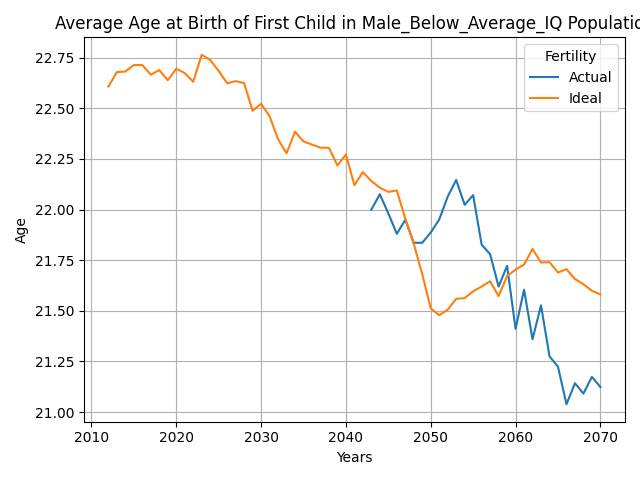 Average Age at Birth of First Child in Male_Below_Average_IQ Populatio
Fertility
Actual
Ideal
22.75
22.50
22.25
22.00
21.75
21.50
21.25
21.00
Age
2010 2020 2030 2040 2050 2060 2070
Years